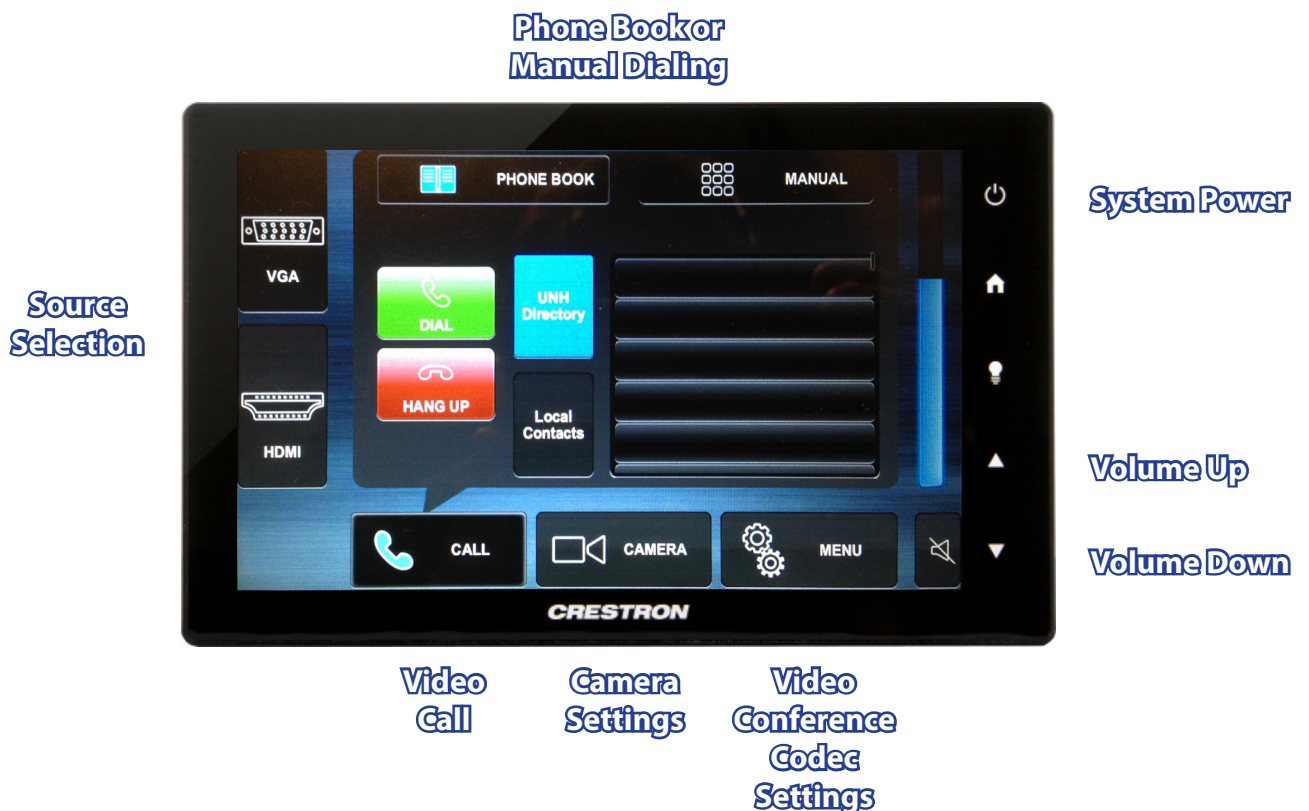 Phone Book or
Manual Dialing
PHONE BOOK
MANUAL
System Power
VGA
Source
Selection
DIAL
UNH
Directory
HANG UP
Local
Contacts
HDMI
Volume Up
CALL
CAMERA
MENU
Volume Down
CRESTRON
Video
Call
Camera
Settings
Video
Conference
Codec
Settings